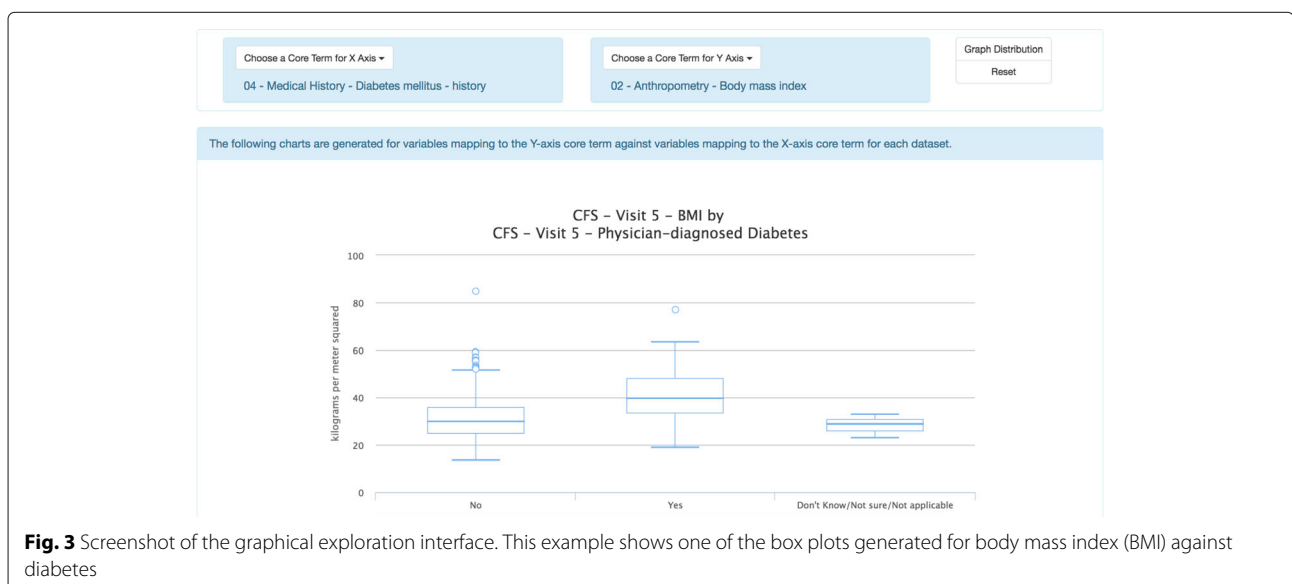 Choose a Core Term for X Axis
04 - Medical History - Diabetes mellitus - history
Choose a Core Term for Y Axis
02 - Anthropometry - Body mass index
Graph Distribution
Reset
The following charts are generated for variables mapping to the Y-axis core term against variables mapping to the X-axis core term for each dataset.
CFS – Visit 5 – BMI by
CFS – Visit 5 – Physician-diagnosed Diabetes
kilograms per meter squared
100
80
60
40
20
0
No
Yes
Don't Know/Not sure/Not applicable
Fig. 3 Screenshot of the graphical exploration interface. This example shows one of the box plots generated for body mass index (BMI) against
diabetes